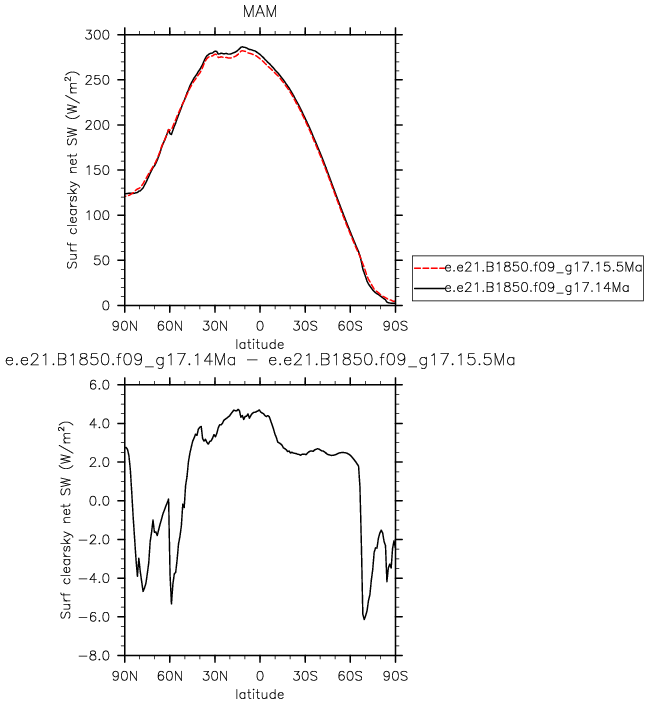 MAM
Surf clearsky net SW (W/m²)
300
250
200
150
100
50
0
90N 60N 30N 0 30S 60S 90S
latitude
e.e21.B1850.f09_g17.15.5Ma
e.e21.B1850.f09_g17.14Ma
e.e21.B1850.f09_g17.14Ma − e.e21.B1850.f09_g17.15.5Ma
Surf clearsky net SW (W/m²)
6.0
4.0
2.0
0.0
−2.0
−4.0
−6.0
−8.0
90N 60N 30N 0 30S 60S 90S
latitude